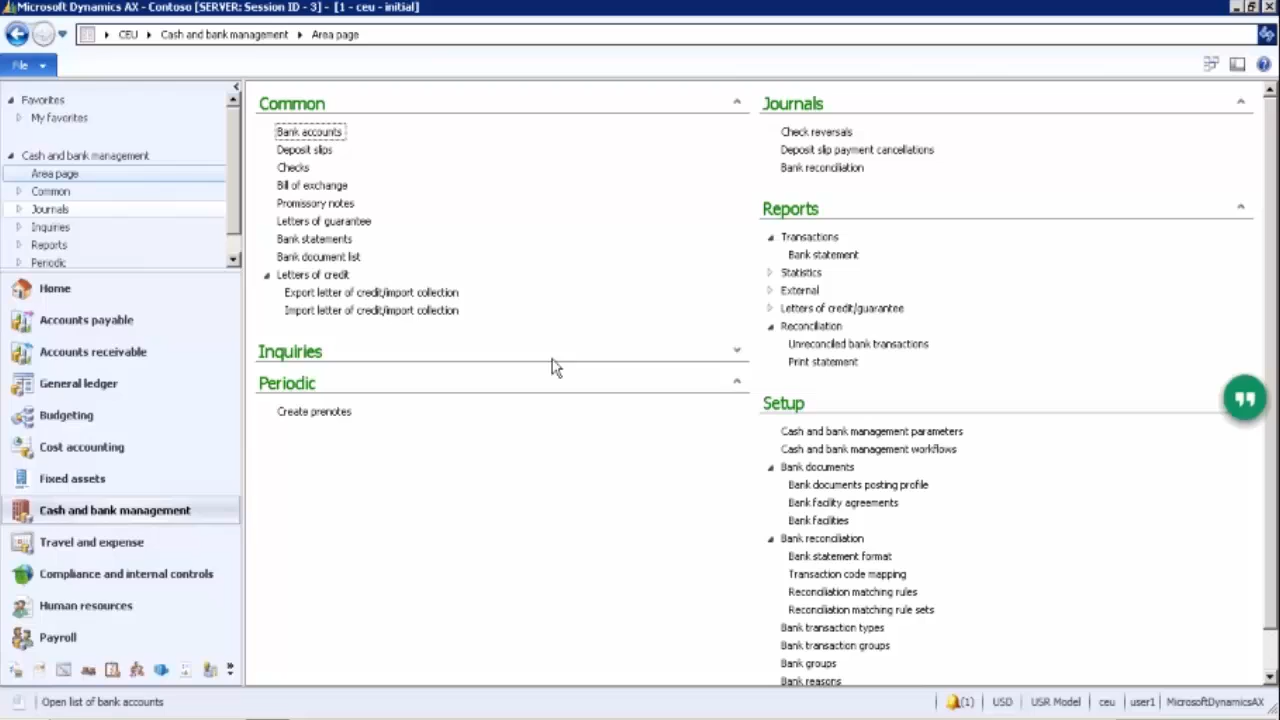 Microsoft Dynamics AX - Contoso [SERVER: Session ID - 3] - [1 - ceu - initial]
CEU
Cash and bank management
Area page
File
Favorites
My favorites
Cash and bank management
Area page
Common
Journals
Inquiries
Reports
Periodic
Home
Accounts payable
Accounts receivable
General ledger
Budgeting
Cost accounting
Fixed assets
Cash and bank management
Travel and expense
Compliance and internal controls
Human resources
Payroll
Common
Bank accounts
Deposit slips
Checks
Bill of exchange
Promissory notes
Letters of guarantee
Bank statements
Bank document list
Letters of credit
Export letter of credit/import collection
Import letter of credit/import collection
Inquiries
Periodic
Create prenotes
Journals
Check reversals
Deposit slip payment cancellations
Bank reconciliation
Reports
Transactions
Bank statement
Statistics
External
Letters of credit/guarantee
Reconciliation
Unreconciled bank transactions
Print statement
Setup
Cash and bank management parameters
Cash and bank management workflows
Bank documents
Bank documents posting profile
Bank facility agreements
Bank facilities
Bank reconciliation
Bank statement format
Transaction code mapping
Reconciliation matching rules
Reconciliation matching rule sets
Bank transaction types
Bank transaction groups
Bank groups
Bank reasons
Open list of bank accounts
(1)
USD
USR Model
ceu
user1
MicrosoftDynamicsAX